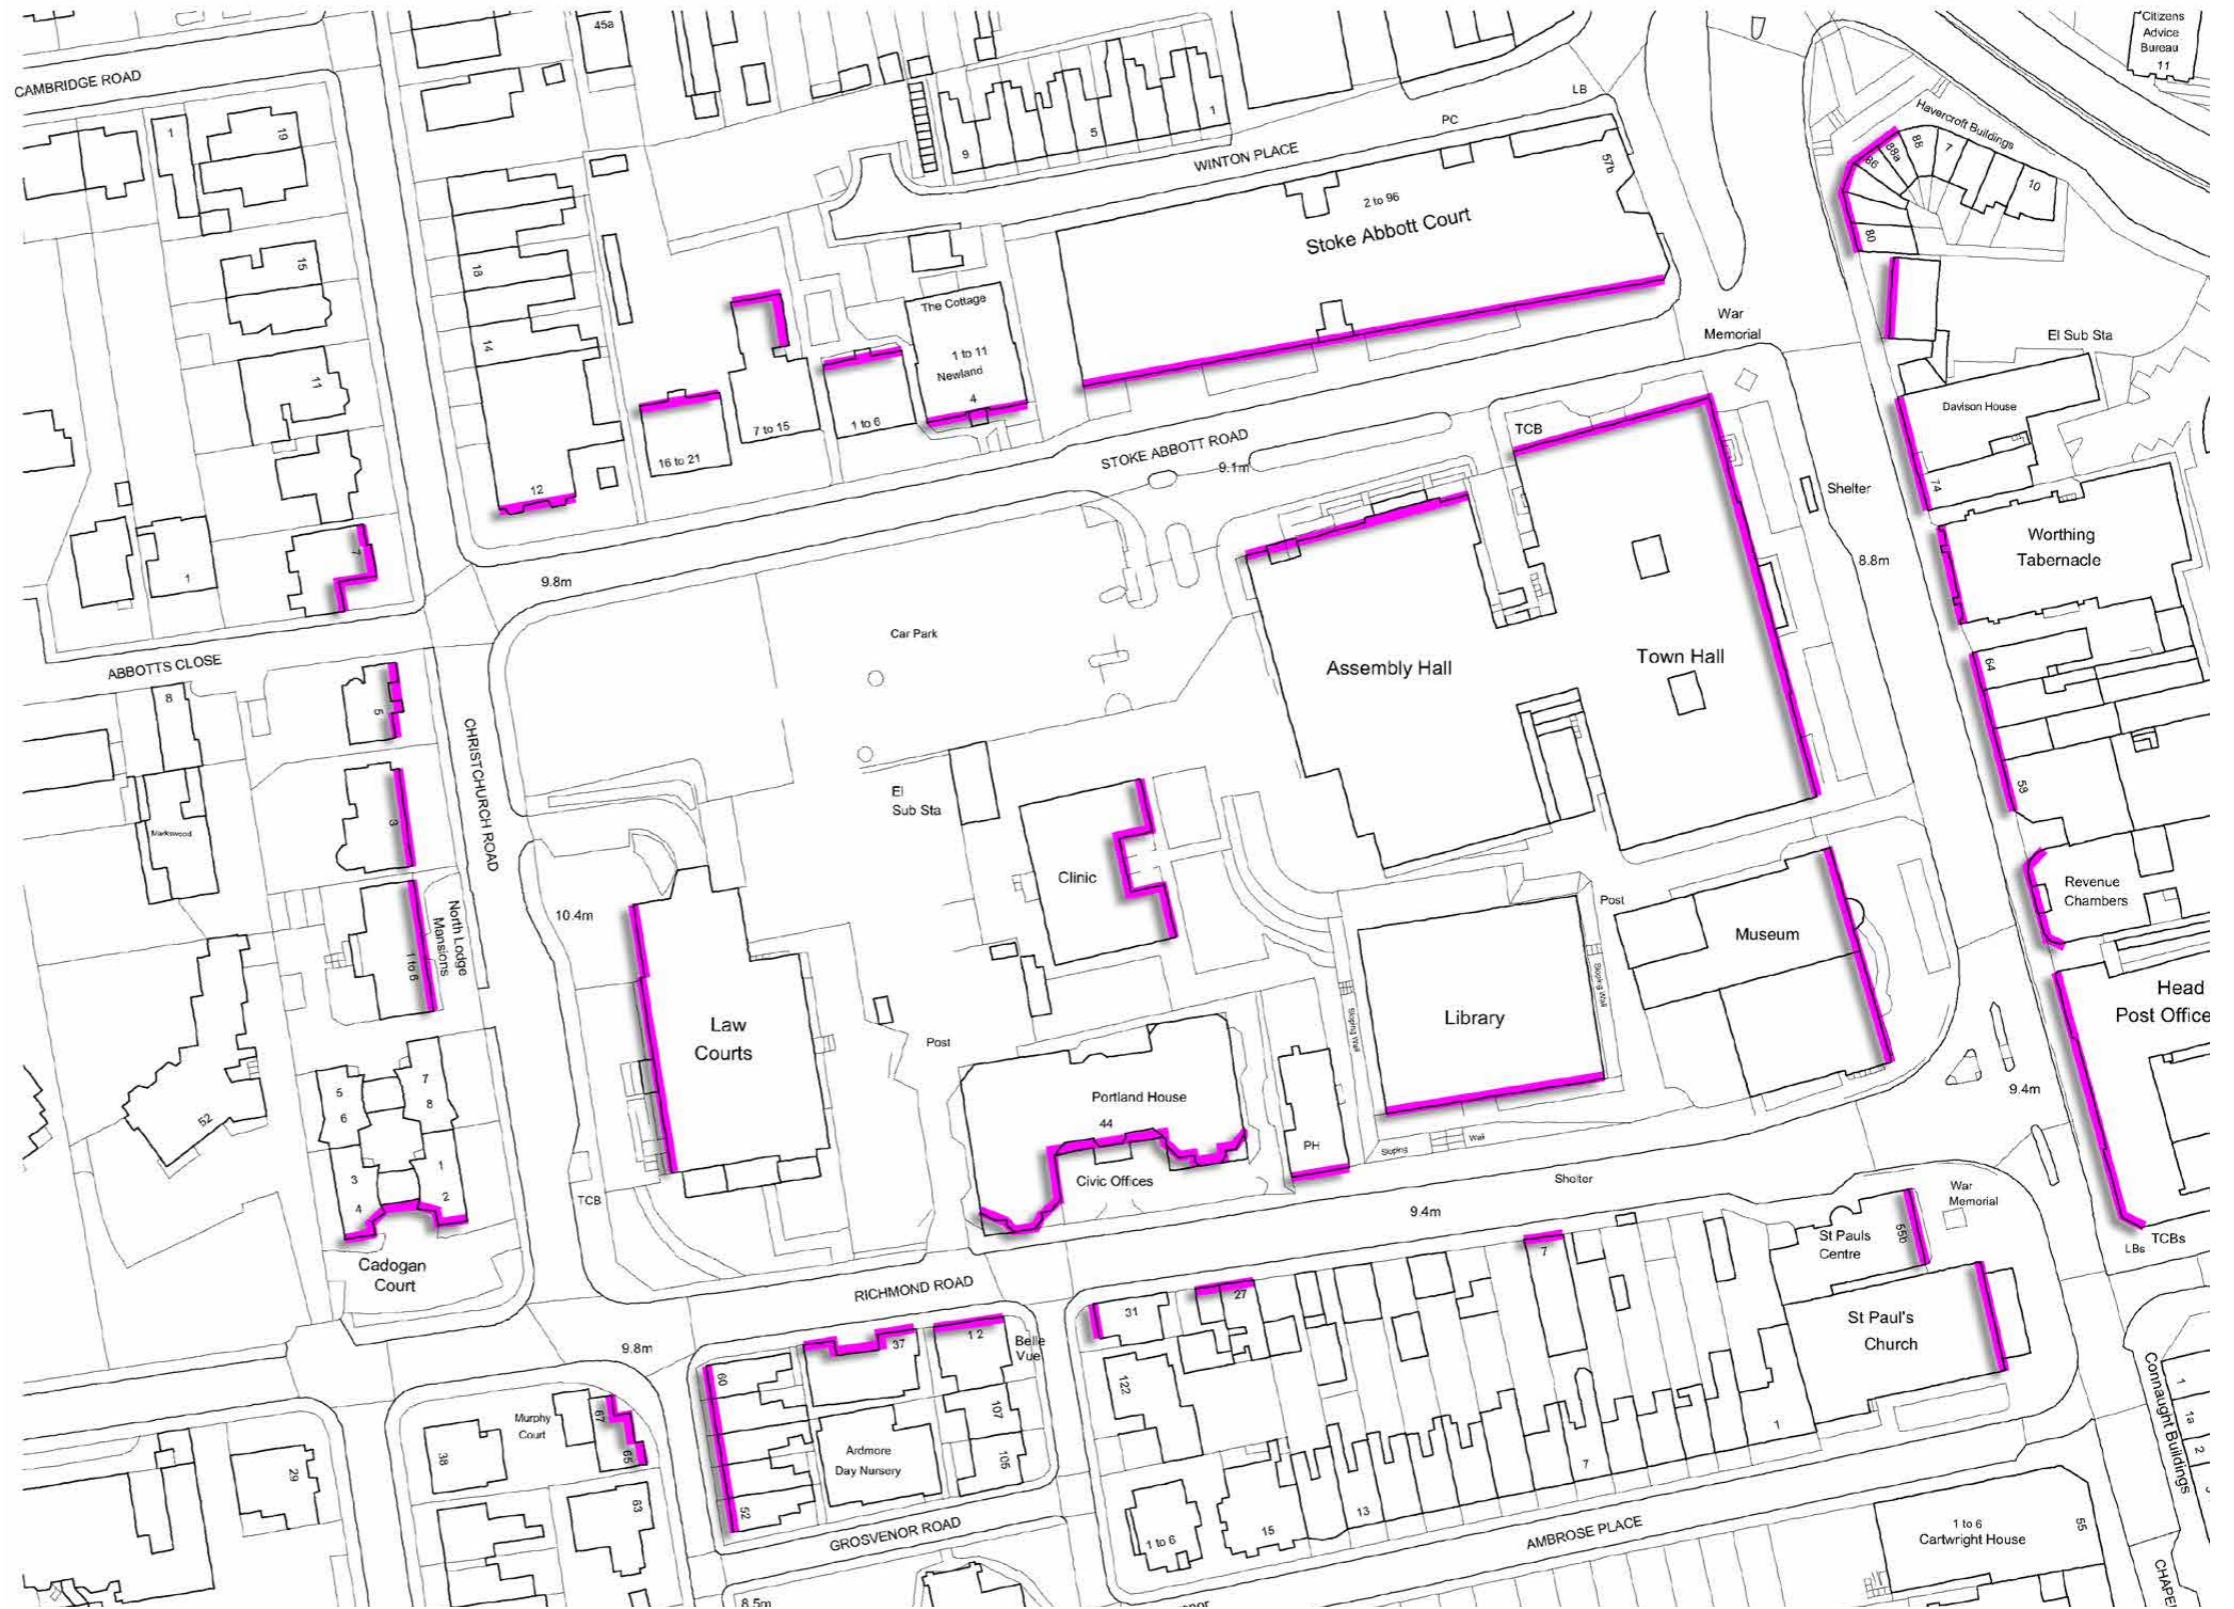 45a
Citizens
Advice
Bureau
11
CAMBRIDGE ROAD
LB
PC
1
5
9
WINTON PLACE
Havercroft Buildings
57b
1
19
88
88a
86
7
10
80
2 to 96
Stoke Abbott Court
18
15
14
11
The Cottage
1 to 11
Newland
4
War
Memorial
El Sub Sta
Davison House
74
7 to 15
1 to 6
16 to 21
12
TCB
STOKE ABBOTT ROAD
9.1m
Shelter
Worthing
Tabernacle
8.8m
1
7
9.8m
Car Park
Assembly Hall
Town Hall
64
58
ABBOTTS CLOSE
8
5
CHRISTCHURCH ROAD
El
Sub Sta
Markswood
3
Clinic
Revenue
Chambers
10.4m
North Lodge
Mansions
1 to 6
Post
Museum
Sloping Wall
Head
Post Office
Library
Law
Courts
Post
Sloping Wall
9.4m
5
6
7
8
52
Portland House
44
PH
Sloping
Wall
3
4
1
2
Civic Offices
TCB
Shelter
9.4m
War
Memorial
55b
St Pauls
Centre
LBs
TCBs
Cadogan
Court
RICHMOND ROAD
7
27
31
St Paul's
Church
9.8m
37
1 2
Belle
Vue
60
122
Connaught Buildings
1
1a
2
Murphy
Court
67
65
38
29
63
Ardmore
Day Nursery
107
105
52
1
7
13
15
1 to 6
GROSVENOR ROAD
AMBROSE PLACE
1 to 6
Cartwright House
55
8.5m